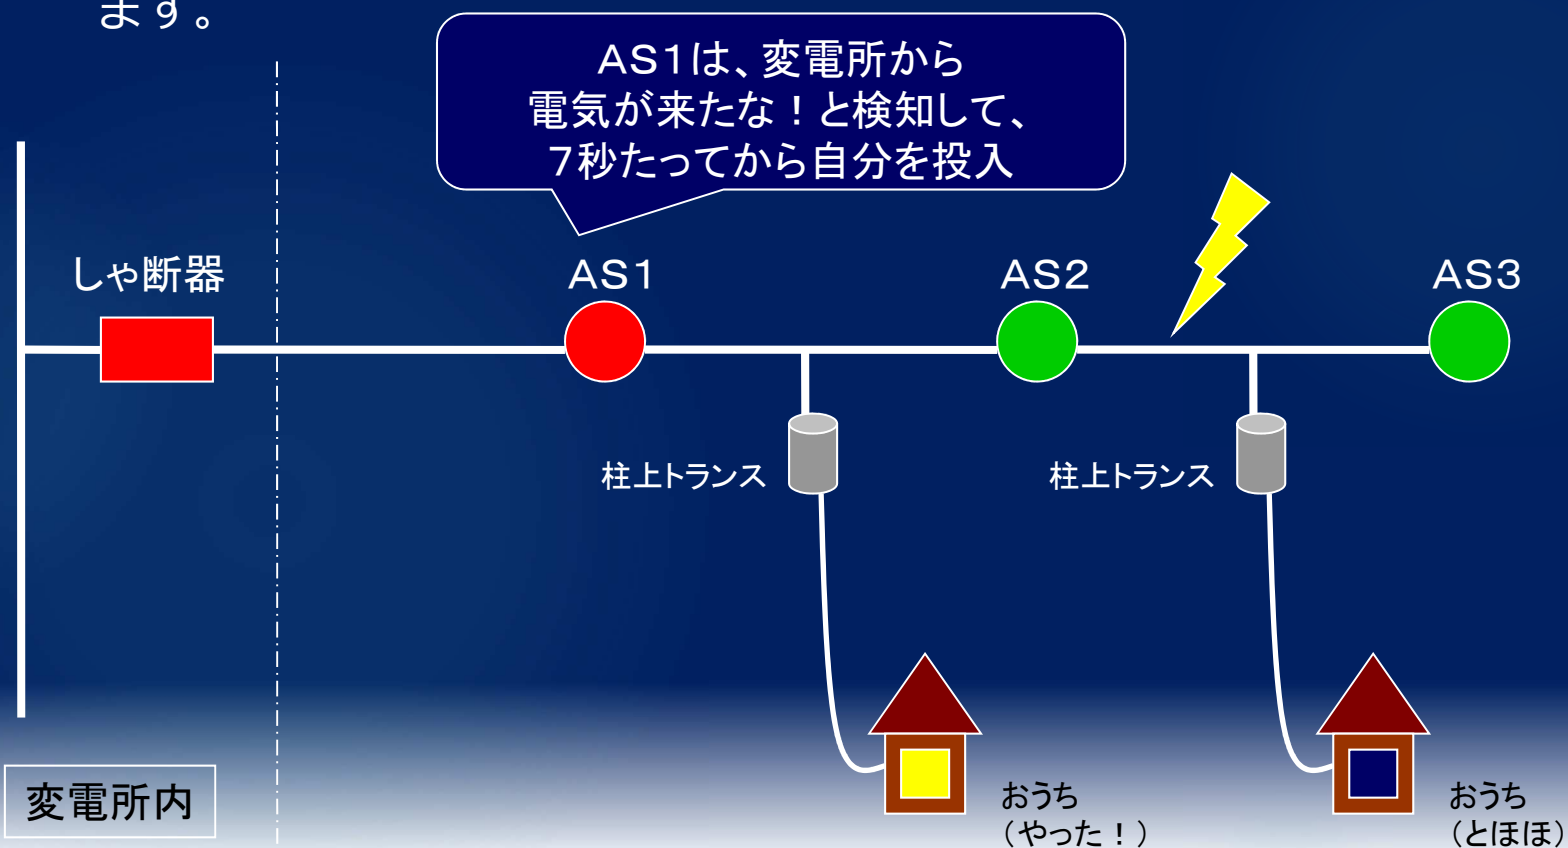 ます。
AS1は、変電所から
電気が来たな！と検知して、
7秒たってから自分を投入
しゃ断器
AS1
AS2
AS3
柱上トランス
柱上トランス
変電所内
おうち
（やった！）
おうち
（とほほ）